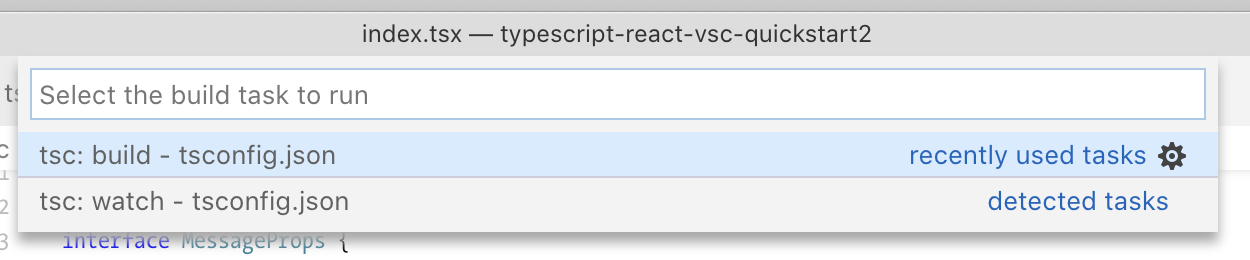 index.tsx — typescript-react-vsc-quickstart2
ts
Select the build task to run
c
tsc: build - tsconfig.json recently used tasks
1
2
tsc: watch - tsconfig.json detected tasks
3 interface MessageProps {